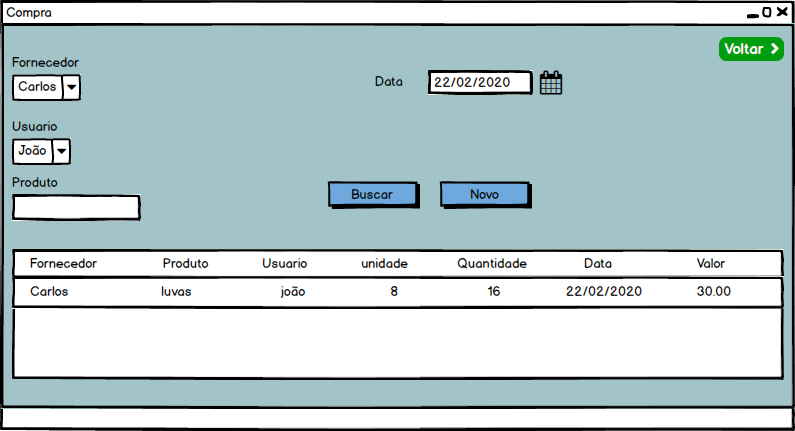 Compra
Voltar
Fornecedor
Carlos
Data 22/02/2020
Usuario
João
Produto
Buscar Novo
Fornecedor Produto Usuario unidade Quantidade Data Valor
Carlos luvas joão 8 16 22/02/2020 30.00